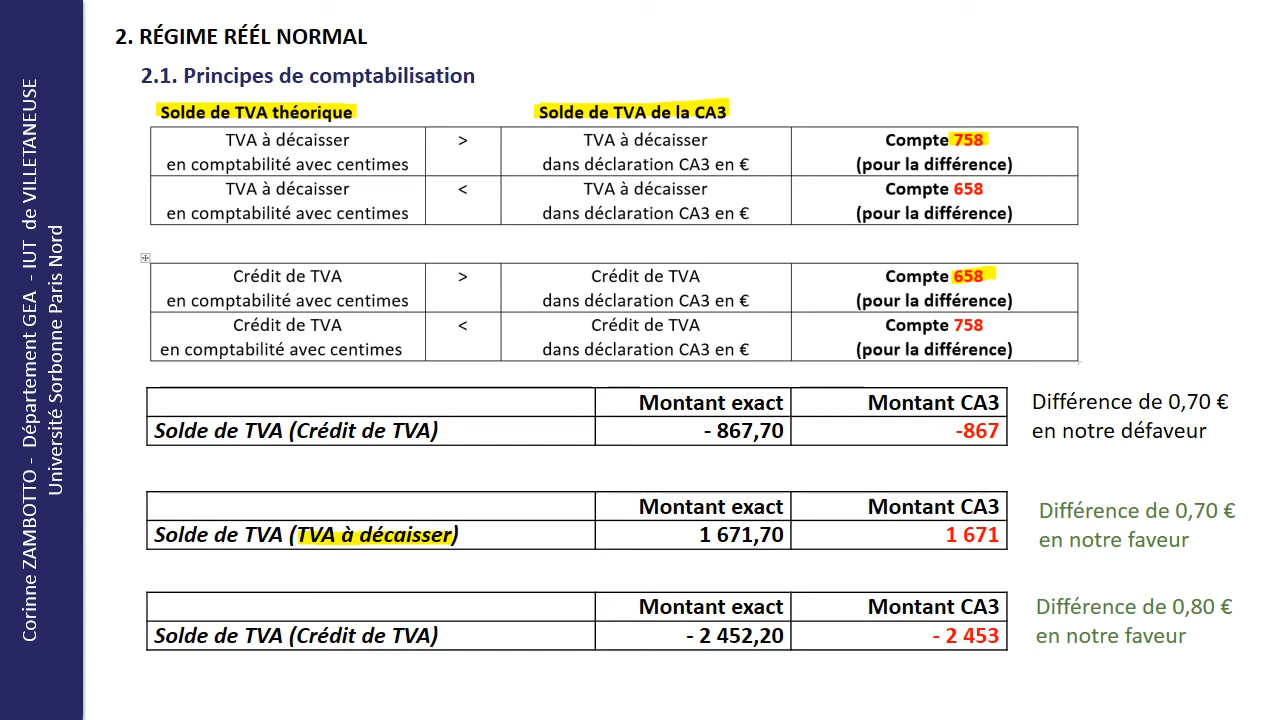 Corinne ZAMBOTTO - Département GEA - IUT de VILLETANEUSE
Université Sorbonne Paris Nord
2. RÉGIME RÉÉL NORMAL
2.1. Principes de comptabilisation
Solde de TVA théorique Solde de TVA de la CA3
TVA à décaisser > TVA à décaisser Compte 758
en comptabilité avec centimes dans déclaration CA3 en € (pour la différence)
TVA à décaisser < TVA à décaisser Compte 658
en comptabilité avec centimes dans déclaration CA3 en € (pour la différence)
Crédit de TVA > Crédit de TVA Compte 658
en comptabilité avec centimes dans déclaration CA3 en € (pour la différence)
Crédit de TVA < Crédit de TVA Compte 758
en comptabilité avec centimes dans déclaration CA3 en € (pour la différence)
Montant exact Montant CA3 Différence de 0,70 €
Solde de TVA (Crédit de TVA) - 867,70 -867 en notre défaveur
Montant exact Montant CA3 Différence de 0,70 €
Solde de TVA (TVA à décaisser) 1 671,70 1 671 en notre faveur
Montant exact Montant CA3 Différence de 0,80 €
Solde de TVA (Crédit de TVA) - 2 452,20 - 2 453 en notre faveur